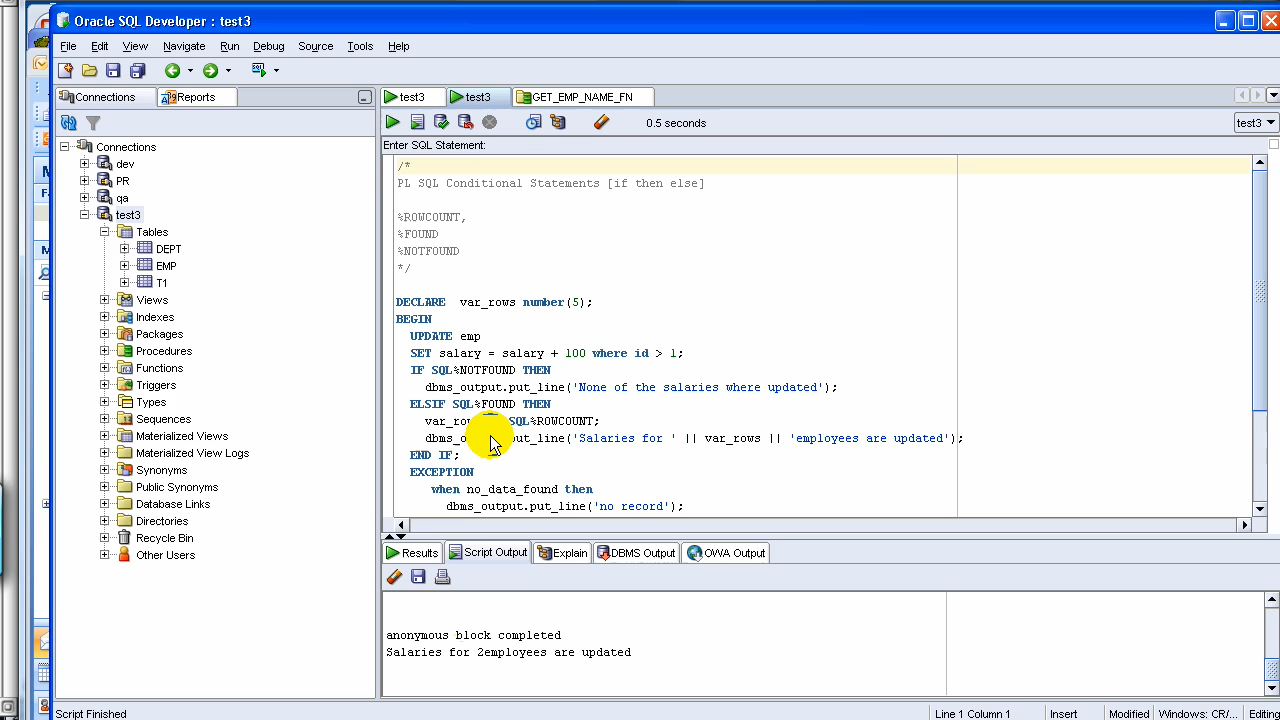 Oracle SQL Developer : test3
File Edit View Navigate Run Debug Source Tools Help
Connections Reports
test3 test3 GET_EMP_NAME_FN
0.5 seconds test3
Enter SQL Statement
Connections
dev
PR
qa
test3
Tables
DEPT
EMP
T1
Views
Indexes
Packages
Procedures
Functions
Triggers
Types
Sequences
Materialized Views
Materialized View Logs
Synonyms
Public Synonyms
Database Links
Directories
Recycle Bin
Other Users
/*
PL SQL Conditional Statements [if then else]
%ROWCOUNT,
%FOUND
%NOTFOUND
*/
DECLARE var_rows number(5);
BEGIN
UPDATE emp
SET salary = salary + 100 where id > 1;
IF SQL%NOTFOUND THEN
dbms_output.put_line('None of the salaries where updated');
ELSIF SQL%FOUND THEN
SQL%ROWCOUNT;
dbms_output.put_line('Salaries for ' || var_rows || 'employees are updated');
END IF;
EXCEPTION
when no_data_found then
dbms_output.put_line('no record');
Results Script Output Explain DBMS Output OWA Output
anonymous block completed
Salaries for 2employees are updated
Script Finished Line 1 Column 1 Insert Modified Windows: CR/... Editing